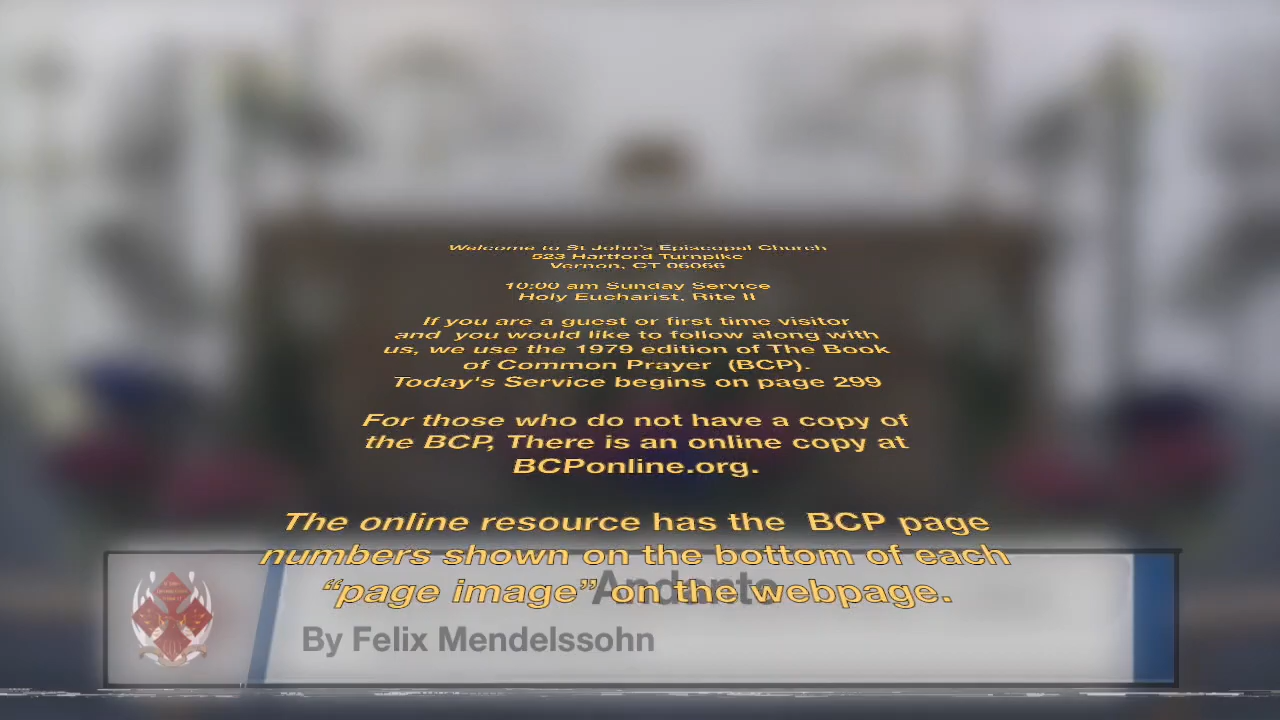 Welcome to St John's Episcopal Church
523 Hartford Turnpike
Vernon, CT 06066
10:00 am Sunday Service
Holy Eucharist, Rite II
If you are a guest or first time visitor
and you would like to follow along with
us, we use the 1979 edition of The Book
of Common Prayer (BCP).
Today's Service begins on page 299
For those who do not have a copy of
the BCP, There is an online copy at
BCPonline.org.
The online resource has the BCP page
numbers shown on the bottom of each
“page image” on the webpage.
Andante
By Felix Mendelssohn